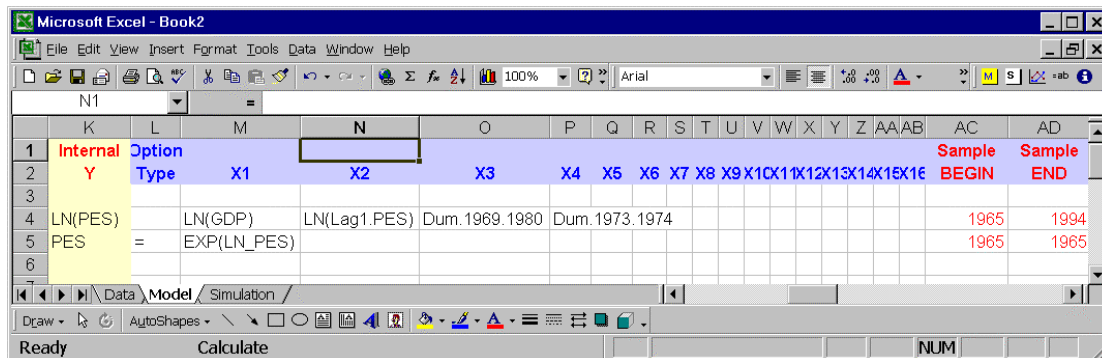 Microsoft Excel - Book2
File Edit View Insert Format Tools Data Window Help
100% Arial
N1 =
K L M N O P Q R S T U V W X Y Z AA AB AC AD
1 Internal Option Sample Sample
2 Y Type X1 X2 X3 X4 X5 X6 X7 X8 X9 X10 X11 X12 X13 X14 X15 X16 BEGIN END
3
4 LN(PES) LN(GDP) LN(Lag1.PES) Dum.1969.1980 Dum.1973.1974 1965 1994
5 PES = EXP(LN_PES) 1965 1965
6
Data Model Simulation
Draw AutoShapes
Ready Calculate NUM